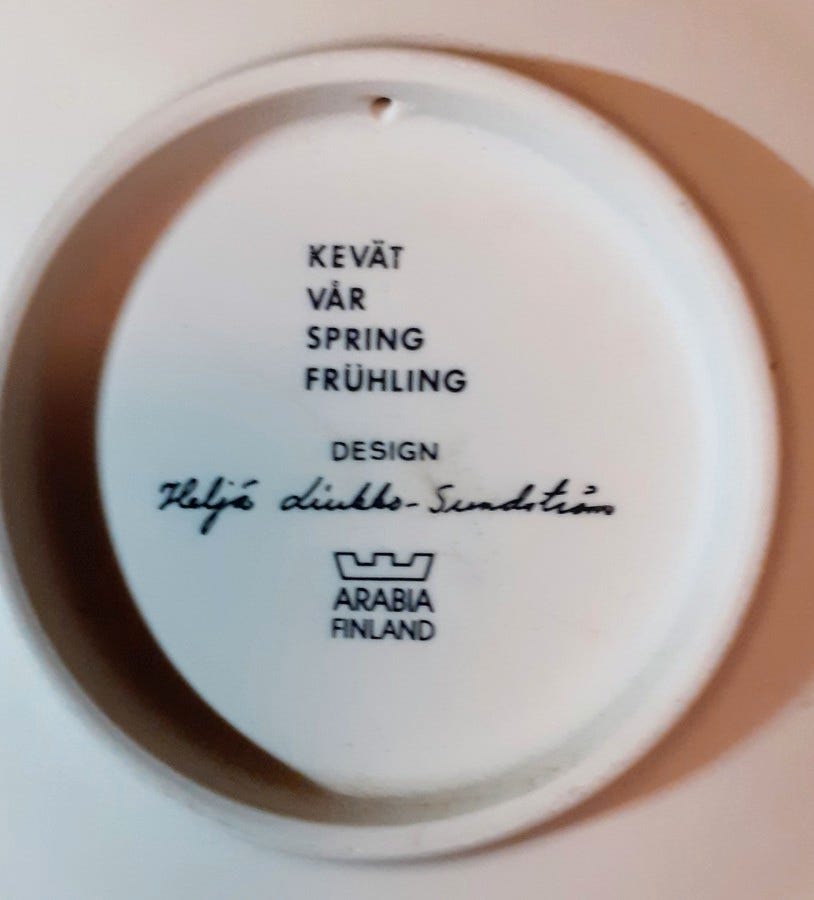 KEVÄT
VÅR
SPRING
FRÜHLING
DESIGN
Heljä Liukko-Sundström
ARABIA
FINLAND